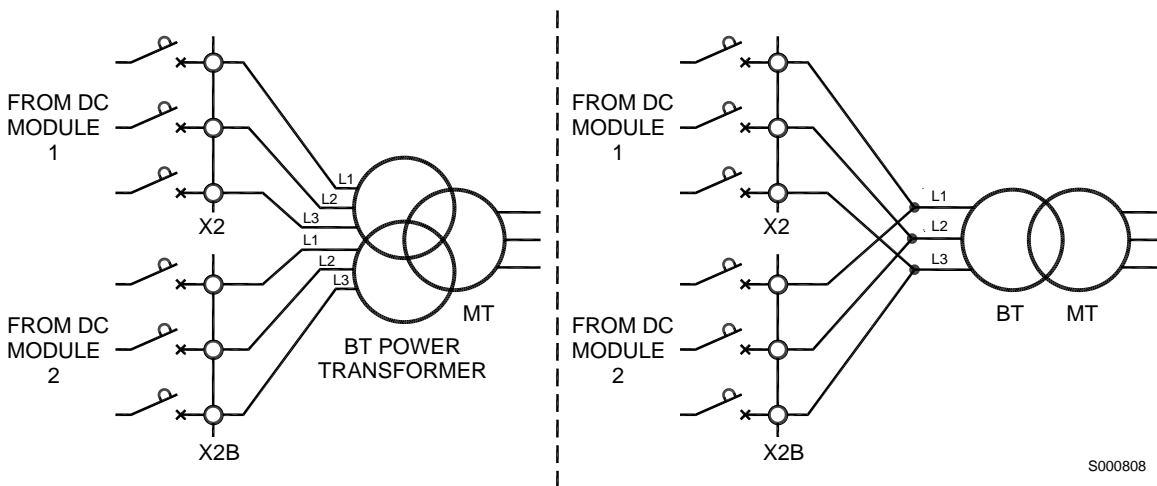 FROM DC
MODULE
1
X2
L1
L2
L3
L1
L2
L3
FROM DC
MODULE
2
X2B
MT
BT POWER
TRANSFORMER
FROM DC
MODULE
1
X2
L1
L2
L3
BT
MT
FROM DC
MODULE
2
X2B
S000808